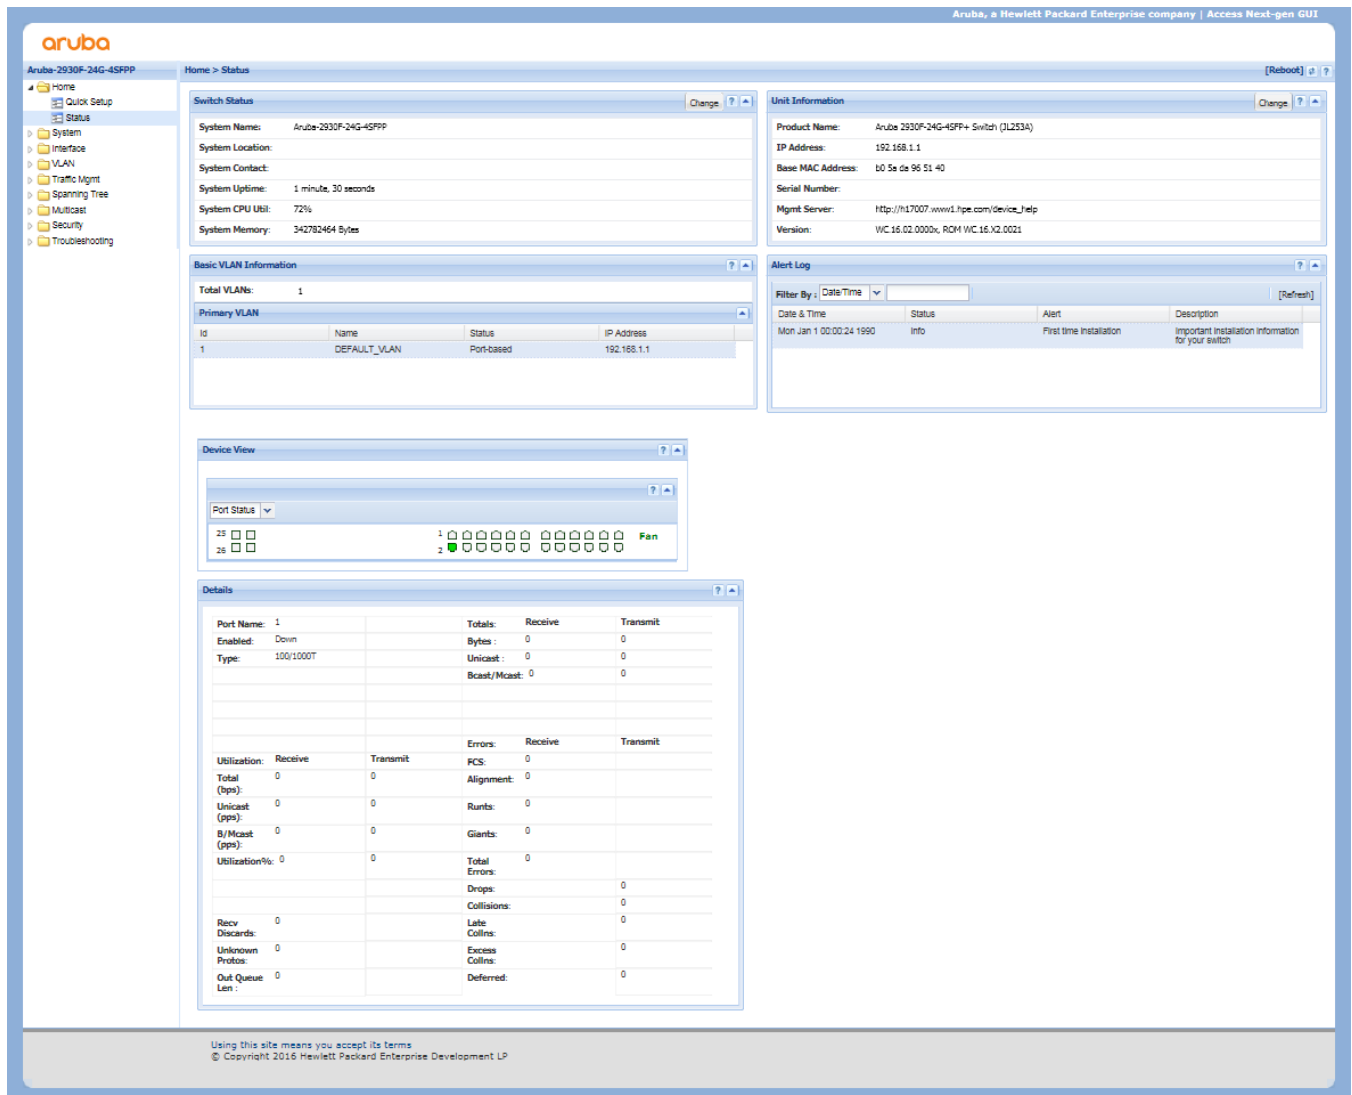 Aruba, a Hewlett Packard Enterprise company | Access Next-gen GUI
aruba
Aruba-2930F-24G-4SFPP
Home
Quick Setup
Status
System
Interface
VLAN
Traffic Mgmt
Spanning Tree
Multicast
Security
Troubleshooting
Home > Status
[Reboot] ?
Switch Status Change ?
System Name: Aruba-2930F-24G-4SFPP
System Location:
System Contact:
System Uptime: 1 minute, 30 seconds
System CPU Util: 72%
System Memory: 342782464 Bytes
Unit Information Change ?
Product Name: Aruba 2930F-24G-4SFP+ Switch (JL253A)
IP Address: 192.168.1.1
Base MAC Address: b0 5a da 96 51 40
Serial Number:
Mgmt Server: http://h17007.www1.hpe.com/device_help
Version: WC.16.02.0000x, ROM WC.16.X2.0021
Basic VLAN Information ?
Total VLANs: 1
Primary VLAN
Id Name Status IP Address
1 DEFAULT_VLAN Port-based 192.168.1.1
Alert Log ?
Filter By : Date/Time [Refresh]
Date & Time Status Alert Description
Mon Jan 1 00:00:24 1990 Info First time installation Important installation information
for your switch
Device View ?
?
Port Status
25 1 Fan
26 2
Details ?
Port Name: 1 Totals: Receive Transmit
Enabled: Down Bytes : 0 0
Type: 100/1000T Unicast : 0 0
Bcast/Mcast: 0 0
Errors: Receive Transmit
Utilization: Receive Transmit FCS: 0
Total 0 0 Alignment: 0
(bps):
Unicast 0 0 Runts: 0
(pps):
B/Mcast 0 0 Giants: 0
(pps):
Utilization%: 0 0 Total 0
Errors:
Drops: 0
Collisions: 0
Recv 0 Late 0
Discards: Collns:
Unknown 0 Excess 0
Protos: Collns:
Out Queue 0 Deferred: 0
Len :
Using this site means you accept its terms
© Copyright 2016 Hewlett Packard Enterprise Development LP